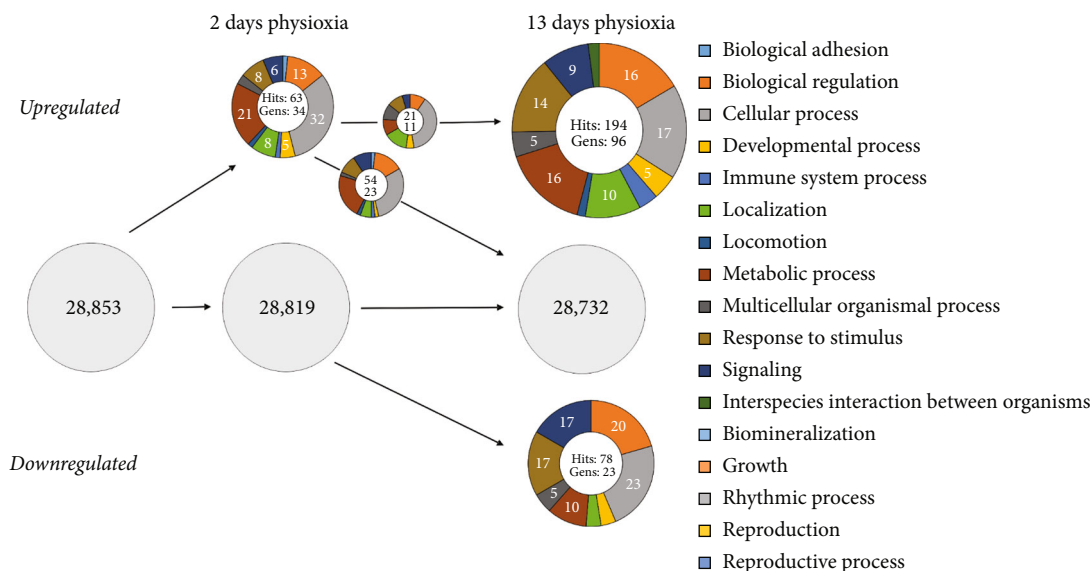 2 days physioxia
13 days physioxia
Upregulated
6
13
8
Hits: 63
Gens: 34
21
32
8
5
21
11
54
23
9
16
14
Hits: 194
Gens: 96
17
5
16
5
10
28,853
28,819
28,732
Downregulated
17
20
17
Hits: 78
Gens: 23
23
5
10
Biological adhesion
Biological regulation
Cellular process
Developmental process
Immune system process
Localization
Locomotion
Metabolic process
Multicellular organismal process
Response to stimulus
Signaling
Interspecies interaction between organisms
Biomineralization
Growth
Rhythmic process
Reproduction
Reproductive process